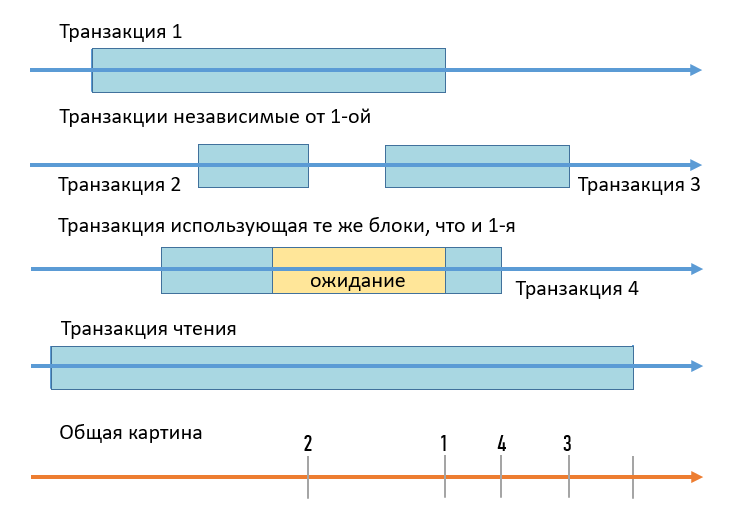 Транзакция 1
Транзакции независимые от 1-ой
Транзакция 2
Транзакция 3
Транзакция использующая те же блоки, что и 1-я
ожидание
Транзакция 4
Транзакция чтения
Общая картина
2 1 4 3